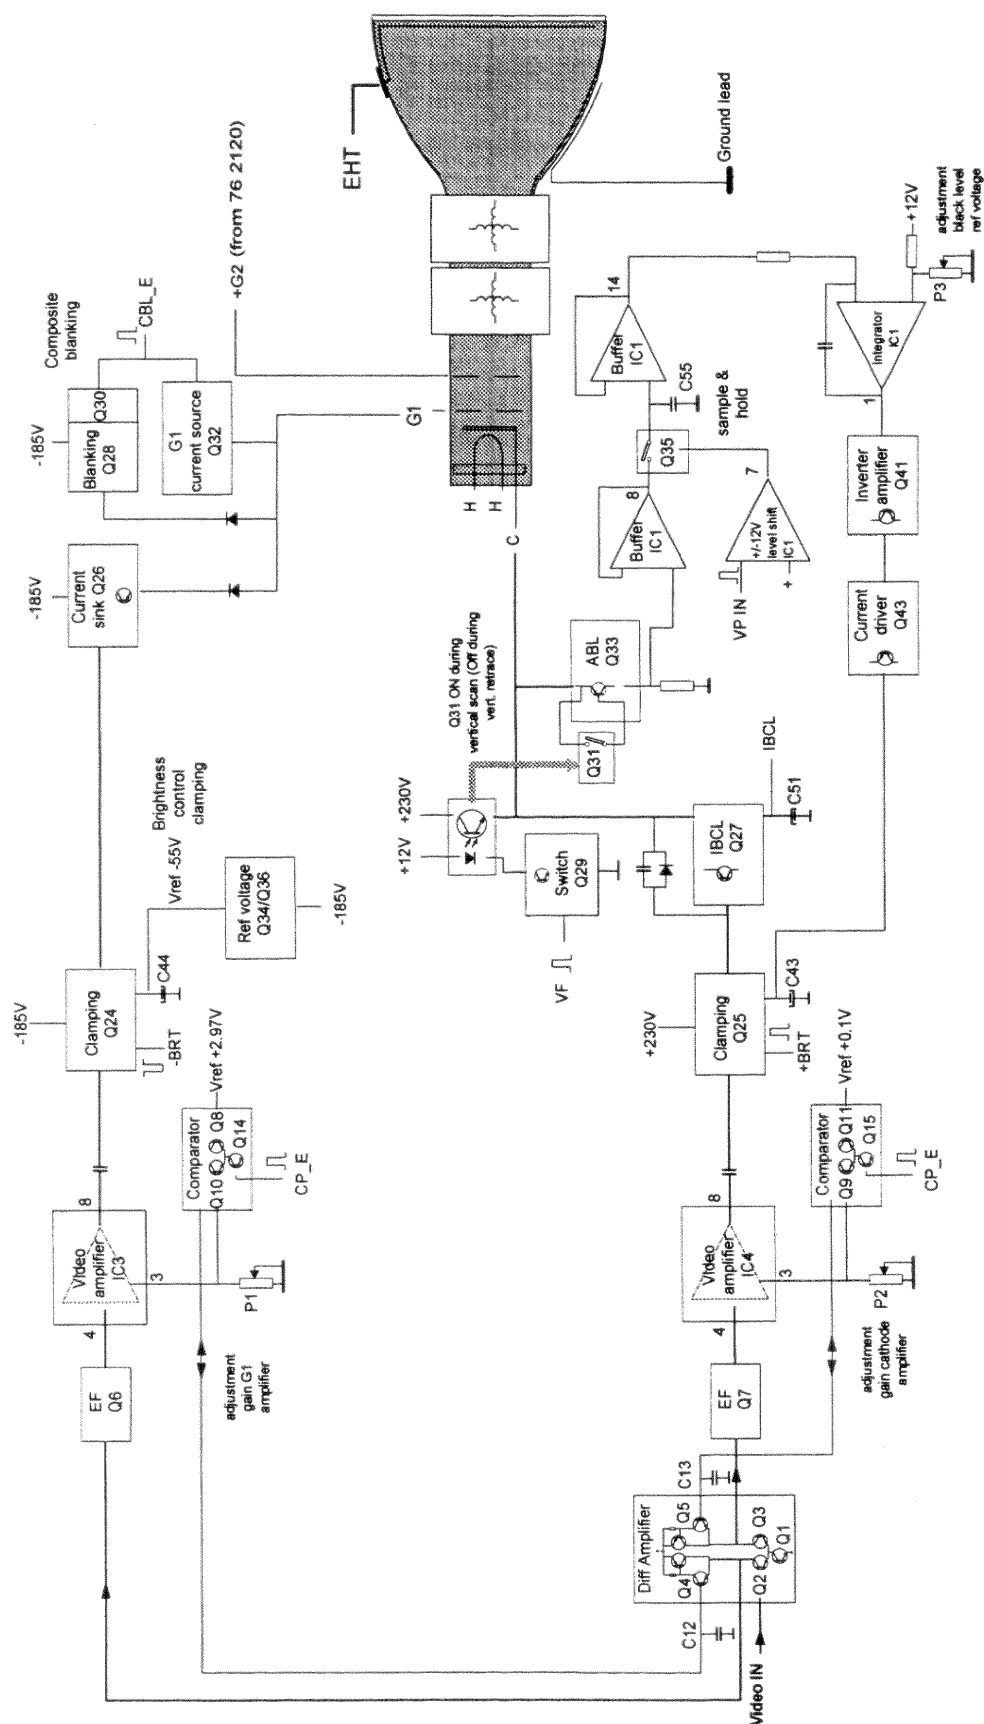 -185V
Clamping
Q24
-BRT
C44
Vref -55V
Brightness
control
clamping
Ref voltage
Q34/Q36
-185V
-185V
Current
sink Q26
-185V
Blanking
Q28
Q30
Composite
blanking
CBL_E
G1
current source
Q32
+G2 (from 76 2120)
EHT
Ground lead
G1
H
H
C
EF
Q6
4
Video
amplifier
IC3
8
3
P1
adjustment
gain G1
amplifier
Comparator
Q10
Q8
Q14
Vref +2.97V
CP_E
+12V
+230V
Q31 ON during
vertical scan (Off during
vert. retrace)
Switch
Q29
VF
Q31
ABL
Q33
Buffer
IC1
8
Q35
sample &
hold
C55
Buffer
IC1
14
VP IN
+/-12V
level shift
IC1
+
7
Integrator
IC1
1
+12V
P3
adjustment
black level
ref voltage
Inverter
amplifier
Q41
Current
driver
Q43
IBCL
Q27
IBCL
C51
+230V
Clamping
Q25
+BRT
C43
Video
amplifier
IC4
8
4
3
P2
adjustment
gain cathode
amplifier
Comparator
Q9
Q11
Q15
Vref +0.1V
CP_E
EF
Q7
Diff Amplifier
Q4
Q5
Q2
Q3
Q1
C12
C13
Video IN